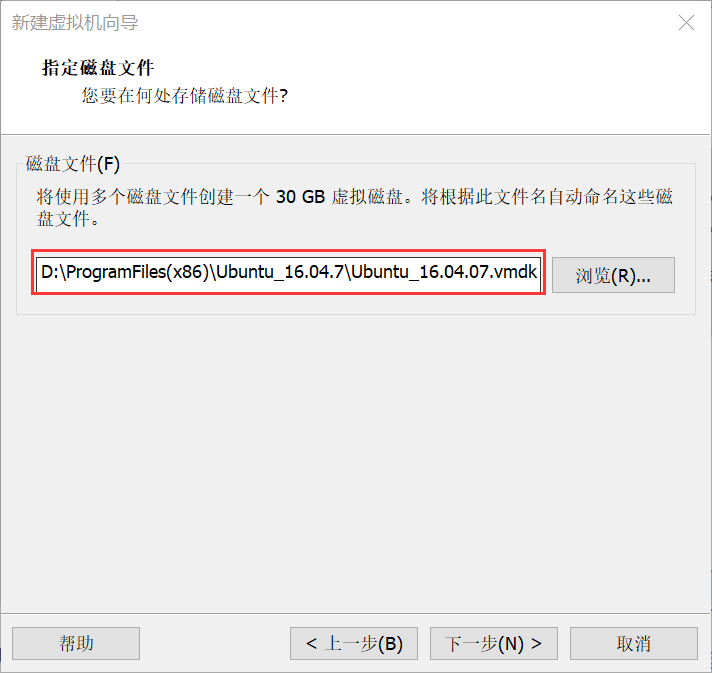 新建虚拟机向导
指定磁盘文件
您要在何处存储磁盘文件?
磁盘文件(F)
将使用多个磁盘文件创建一个 30 GB 虚拟磁盘。将根据此文件名自动命名这些磁
盘文件。
D:\ProgramFiles(x86)\Ubuntu_16.04.7\Ubuntu_16.04.07.vmdk
浏览(R)...
帮助
< 上一步(B)
下一步(N) >
取消